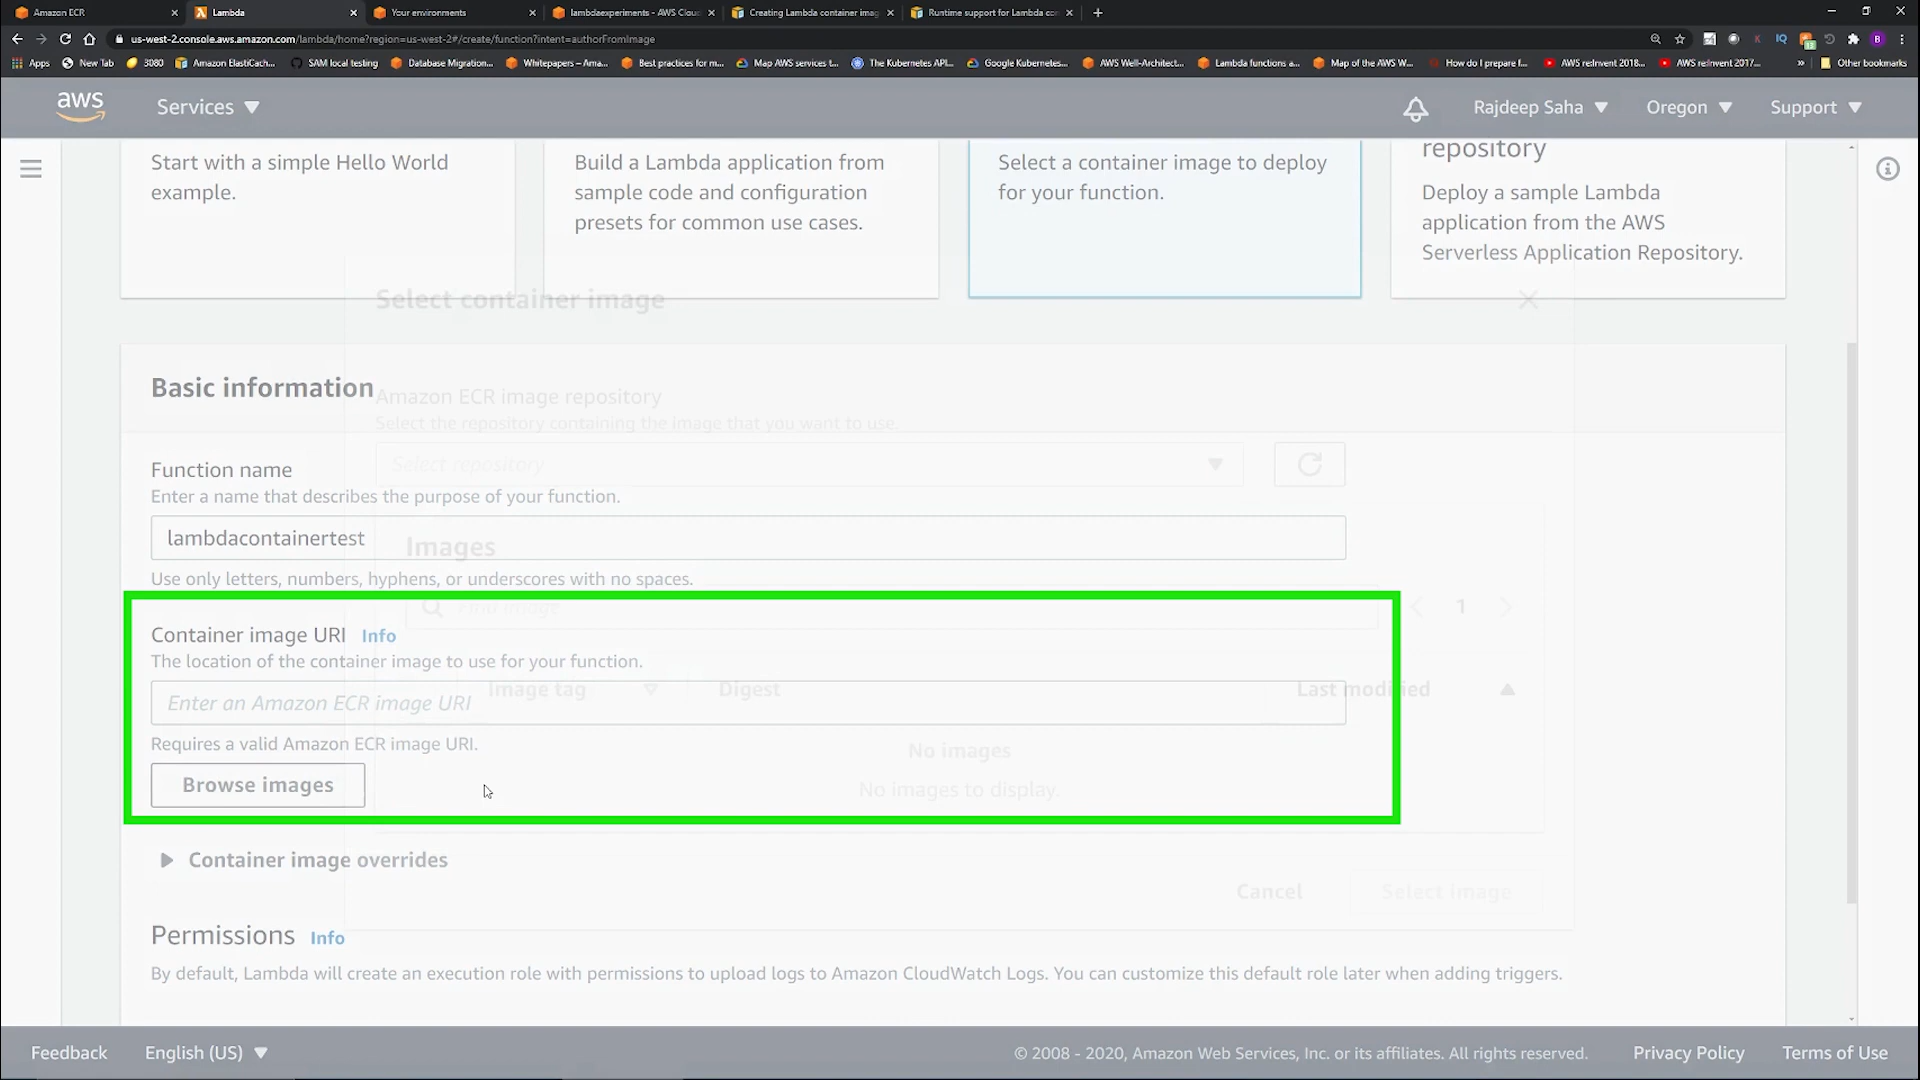 Amazon ECR
Lambda
Your environments
lambdaexperiments - AWS Clou
Creating Lambda container imag
Runtime support for Lambda co
us-west-2.console.aws.amazon.com/lambda/home?region=us-west-2#/create/function?intent=authorFromImage
Apps
New Tab
3080
Amazon ElastiCach...
SAM local testing
Database Migration...
Whitepapers – Ama...
Best practices for m...
Map AWS services t...
The Kubernetes API...
Google Kubernetes...
AWS Well-Architect...
Lambda functions a...
Map of the AWS W...
How do I prepare f...
AWS reInvent 2018...
AWS reInvent 2017...
Other bookmarks
aws
Services
Rajdeep Saha
Oregon
Support
Start with a simple Hello World
example.
Build a Lambda application from
sample code and configuration
presets for common use cases.
Select a container image to deploy
for your function.
repository
Deploy a sample Lambda
application from the AWS
Serverless Application Repository.
Select container image
Basic information
Amazon ECR image repository
Select the repository containing the image that you want to use.
Select repository
Function name
Enter a name that describes the purpose of your function.
lambdacontainertest
Images
Use only letters, numbers, hyphens, or underscores with no spaces.
Find image
1
Container image URI Info
The location of the container image to use for your function.
Image tag
Digest
Last modified
Enter an Amazon ECR image URI
Requires a valid Amazon ECR image URI.
No images
Browse images
No images to display.
Container image overrides
Cancel
Select image
Permissions Info
By default, Lambda will create an execution role with permissions to upload logs to Amazon CloudWatch Logs. You can customize this default role later when adding triggers.
Feedback
English (US)
© 2008 - 2020, Amazon Web Services, Inc. or its affiliates. All rights reserved.
Privacy Policy
Terms of Use